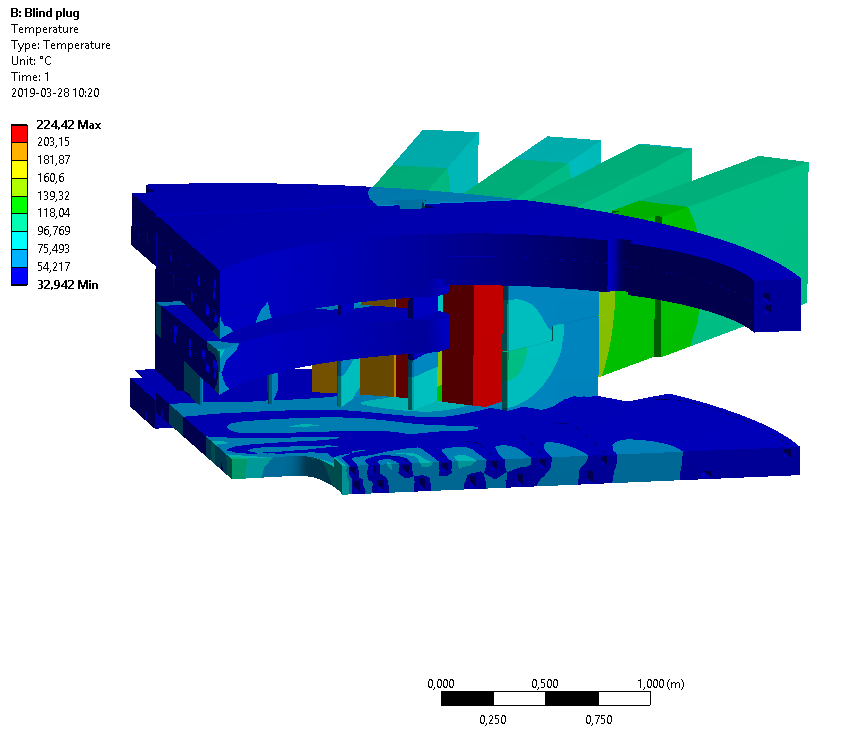 B: Blind plug
Temperature
Type: Temperature
Unit: °C
Time: 1
2019-03-28 10:20
224,42 Max
203,15
181,87
160,6
139,32
118,04
96,769
75,493
54,217
32,942 Min
0,000 0,500 1,000 (m)
0,250 0,750